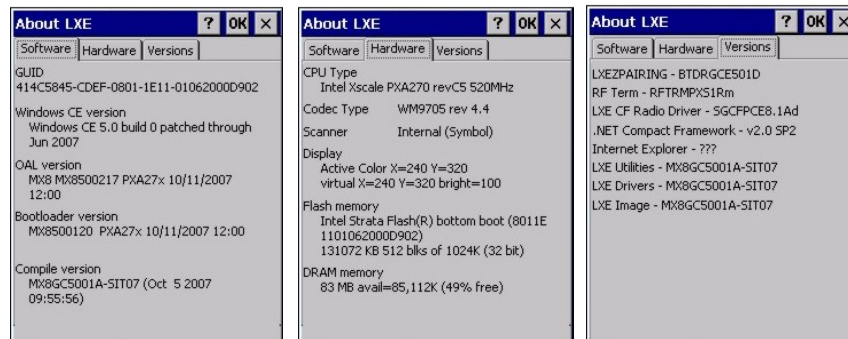 About LXE ? OK ×
Software Hardware Versions
GUID
414C5845-CDEF-0801-1E11-01062000D902
Windows CE version
Windows CE 5.0 build 0 patched through
Jun 2007
OAL version
MX8 MX8500217 PXA27x 10/11/2007
12:00
Bootloader version
MX8500120 PXA27x 10/11/2007 12:00
Compile version
MX8GC5001A-SIT07 (Oct 5 2007
09:55:56)
About LXE ? OK ×
Software Hardware Versions
CPU Type
Intel Xscale PXA270 revC5 520MHz
Codec Type WM9705 rev 4.4
Scanner Internal (Symbol)
Display
Active Color X=240 Y=320
virtual X=240 Y=320 bright=100
Flash memory
Intel Strata Flash(R) bottom boot (8011E
1101062000D902)
131072 KB 512 blks of 1024K (32 bit)
DRAM memory
83 MB avail=85,112K (49% free)
About LXE ? OK ×
Software Hardware Versions
LXEZPAIRING - BTDRGCE501D
RF Term - RFTRMPXS1Rm
LXE CF Radio Driver - SGCFPCE8.1Ad
.NET Compact Framework - v2.0 SP2
Internet Explorer - ???
LXE Utilities - MX8GC5001A-SIT07
LXE Drivers - MX8GC5001A-SIT07
LXE Image - MX8GC5001A-SIT07